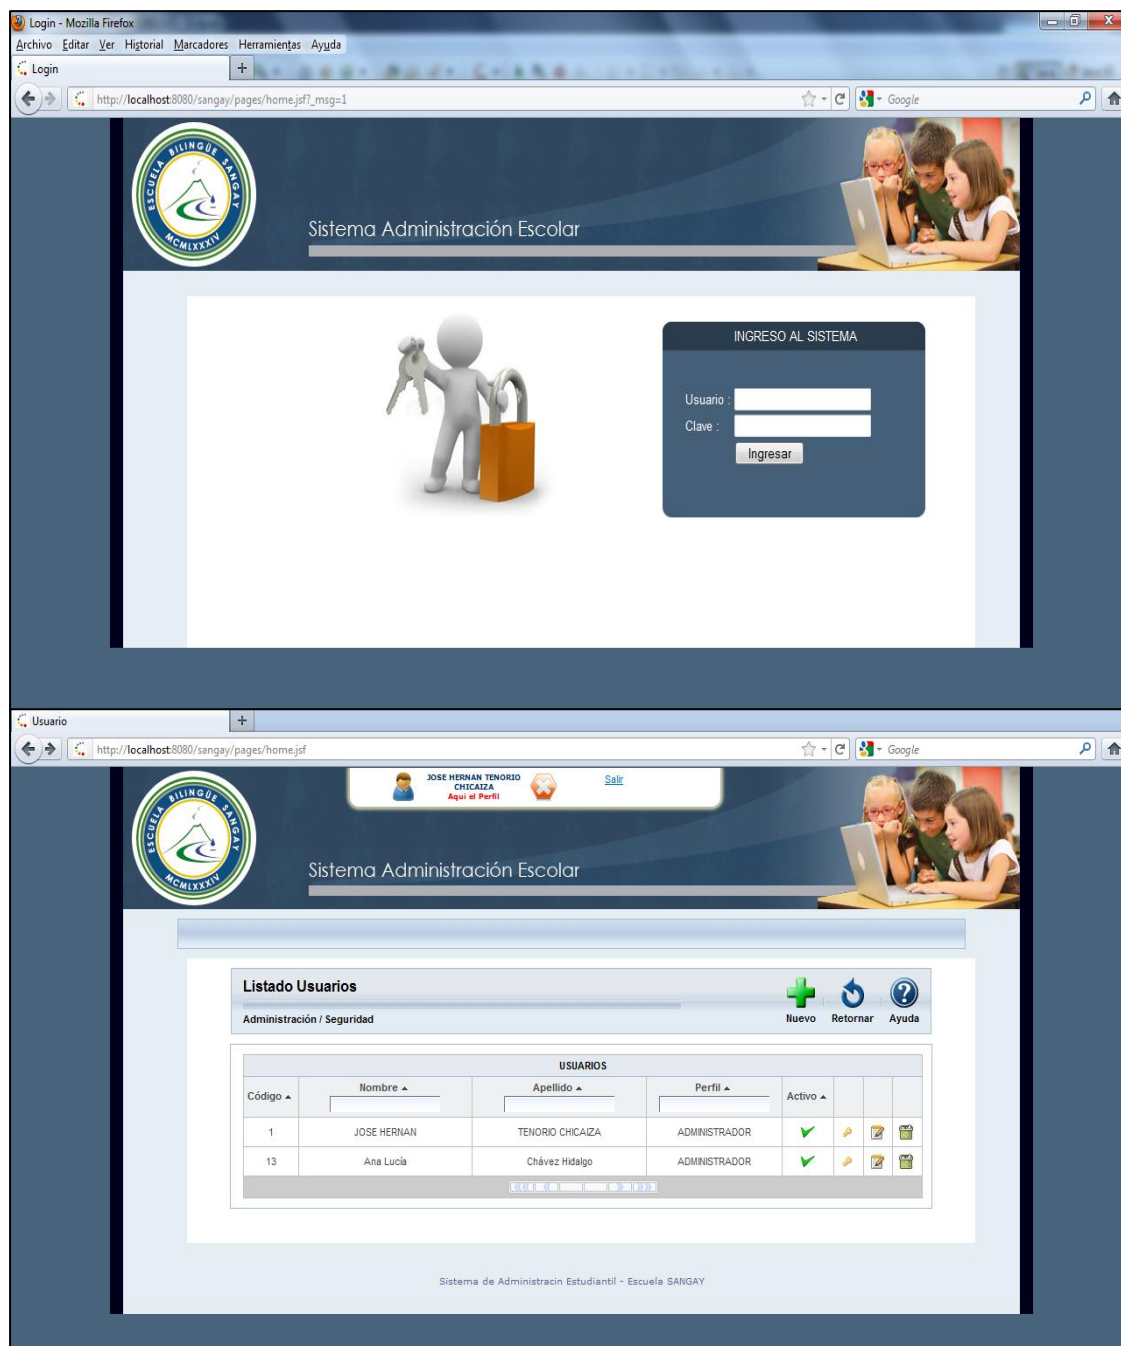 Login - Mozilla Firefox
Archivo Editar Ver Historial Marcadores Herramientas Ayuda
Login
http://localhost:8080/sangay/pages/home.jsf?_msg=1
Google
ESCUELA BILINGÜE SANGAY
MCMLXXXIV
Sistema Administración Escolar
INGRESO AL SISTEMA
Usuario :
Clave :
Ingresar
Usuario
http://localhost:8080/sangay/pages/home.jsf
Google
JOSE HERNAN TENORIO
CHICAIZA
Aqui el Perfil
Salir
ESCUELA BILINGÜE SANGAY
MCMLXXXIV
Sistema Administración Escolar
Listado Usuarios
Administración / Seguridad
Nuevo Retornar Ayuda
USUARIOS
Código Nombre Apellido Perfil Activo
1 JOSE HERNAN TENORIO CHICAIZA ADMINISTRADOR
13 Ana Lucía Chávez Hidalgo ADMINISTRADOR
Sistema de Administracin Estudiantil - Escuela SANGAY